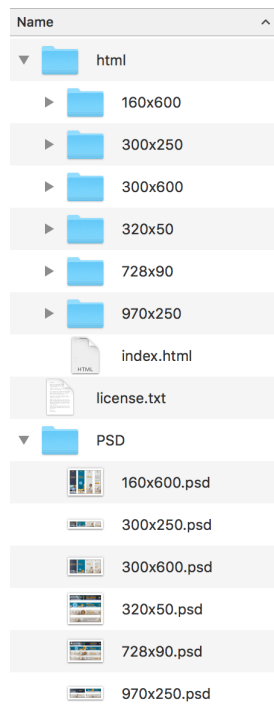 Name
html
160x600
300x250
300x600
320x50
728x90
970x250
HTML
index.html
license.txt
PSD
160x600.psd
300x250.psd
300x600.psd
320x50.psd
728x90.psd
970x250.psd